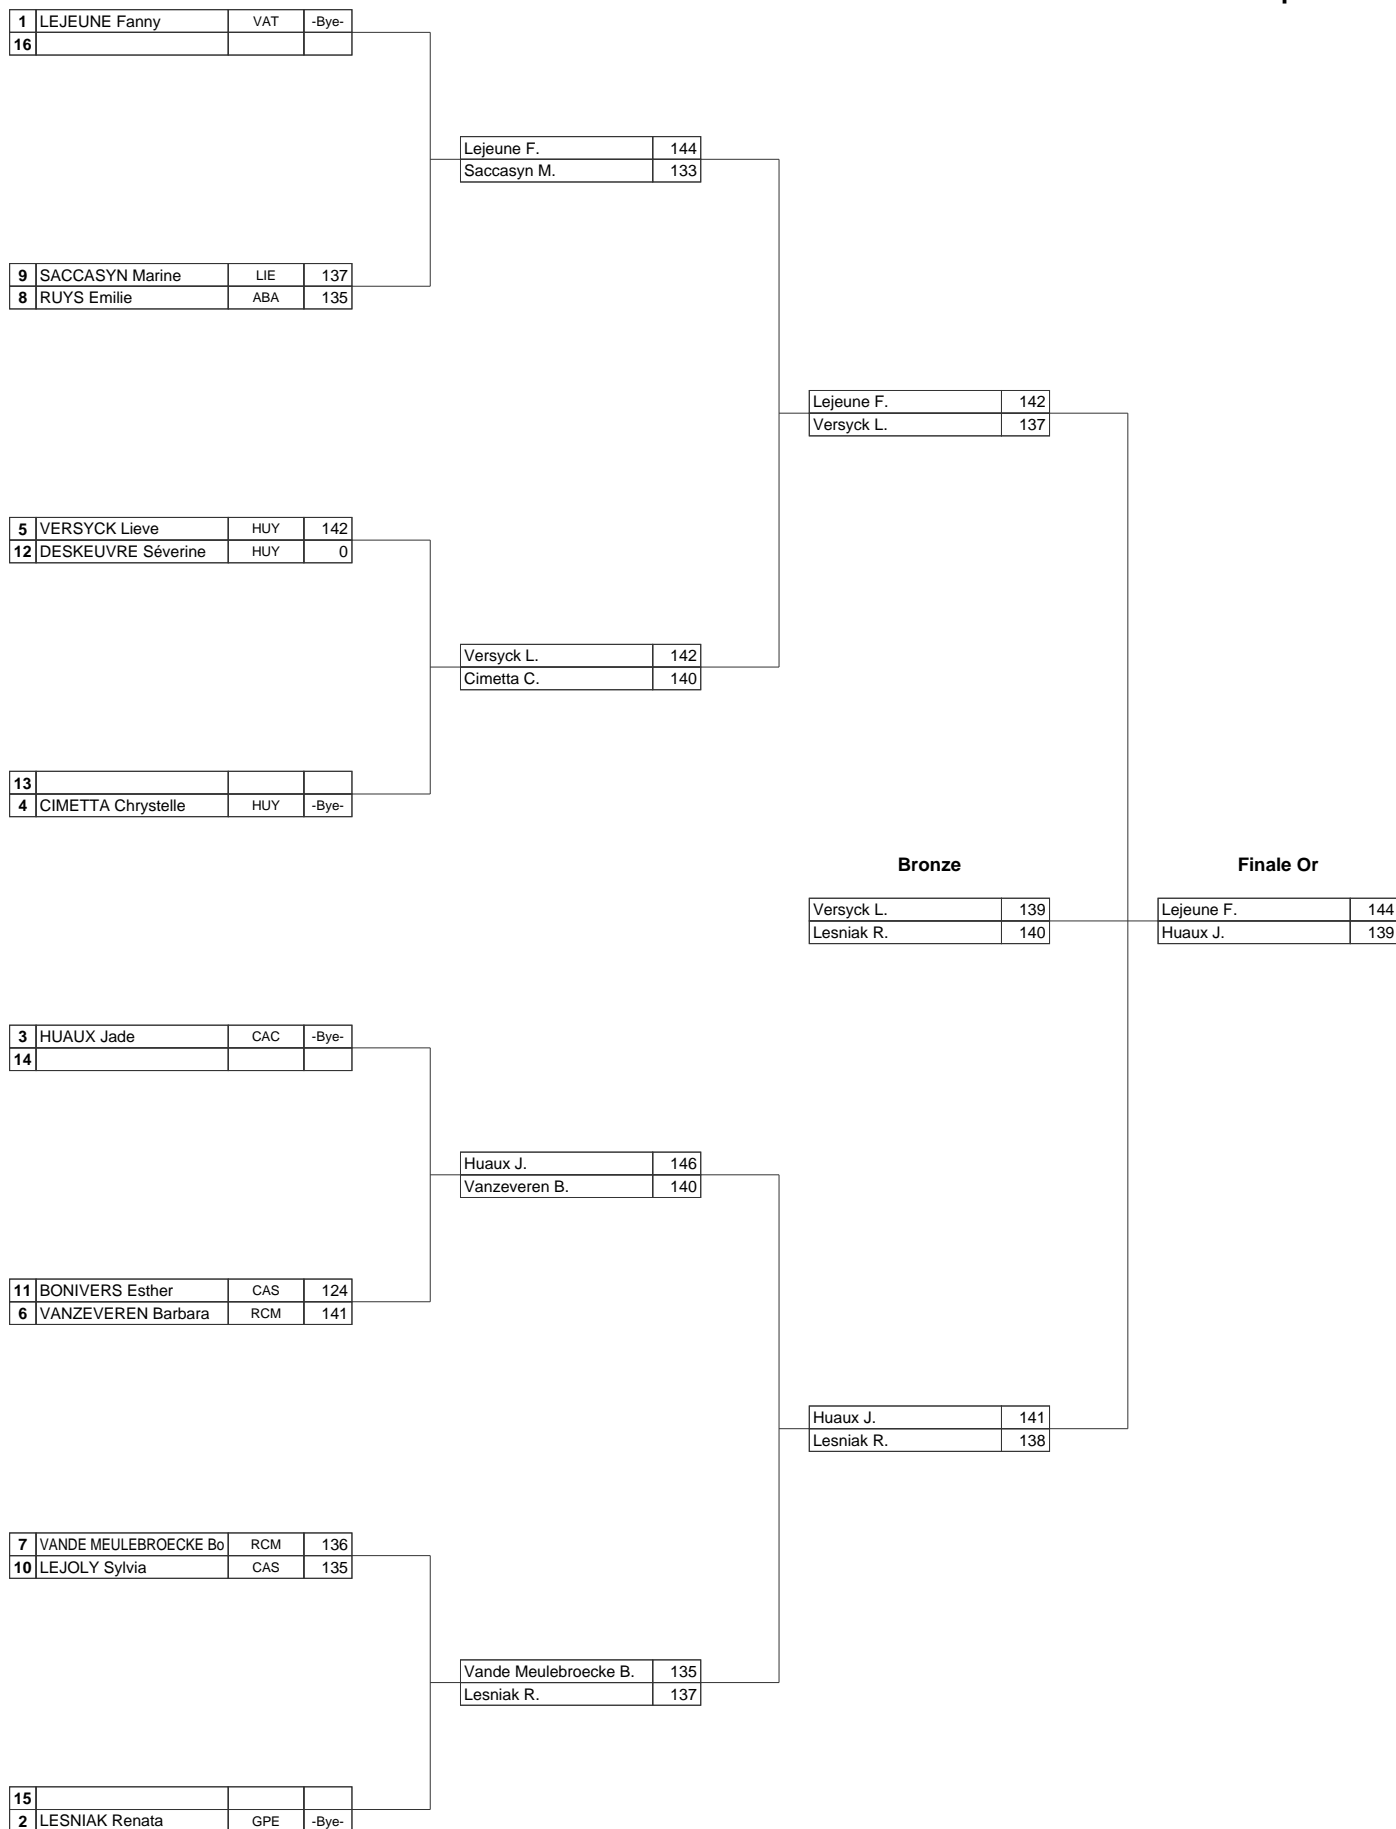 1 LEJEUNE Fanny VAT -Bye-
16
Lejeune F. 144
Saccasyn M. 133
9 SACCASYN Marine LIE 137
8 RUYS Emilie ABA 135
Lejeune F. 142
Versyck L. 137
5 VERSYCK Lieve HUY 142
12 DESKEUVRE Séverine HUY 0
Versyck L. 142
Cimetta C. 140
13
4 CIMETTA Chrystelle HUY -Bye-
Bronze Finale Or
Versyck L. 139 Lejeune F. 144
Lesniak R. 140 Huaux J. 139
3 HUAUX Jade CAC -Bye-
14
Huaux J. 146
Vanzeveren B. 140
11 BONIVERS Esther CAS 124
6 VANZEVEREN Barbara RCM 141
Huaux J. 141
Lesniak R. 138
7 VANDE MEULEBROECKE Bo RCM 136
10 LEJOLY Sylvia CAS 135
Vande Meulebroecke B. 135
Lesniak R. 137
15
2 LESNIAK Renata GPE -Bye-